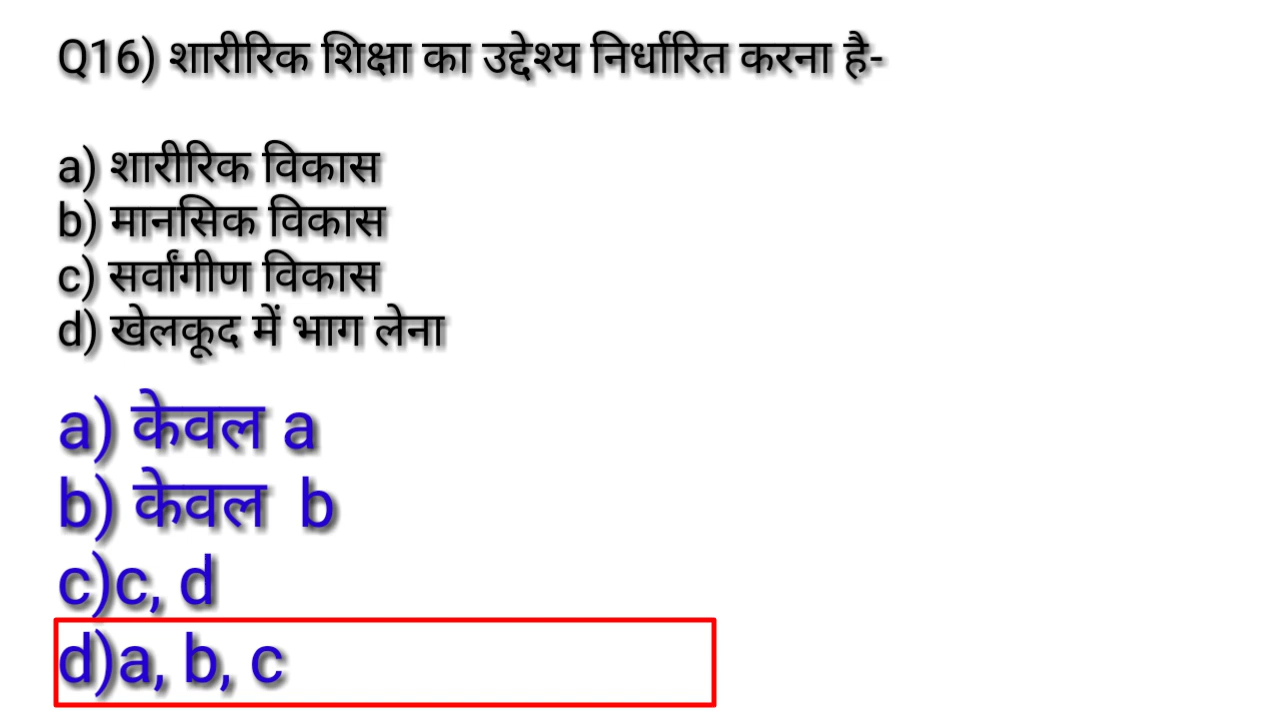 Q16) शारीरिक शिक्षा का उद्देश्य निर्धारित करना है-
a) शारीरिक विकास
b) मानसिक विकास
c) सर्वांगीण विकास
d) खेलकूद में भाग लेना
a) केवल a
b) केवल b
c)c, d
d)a, b, c